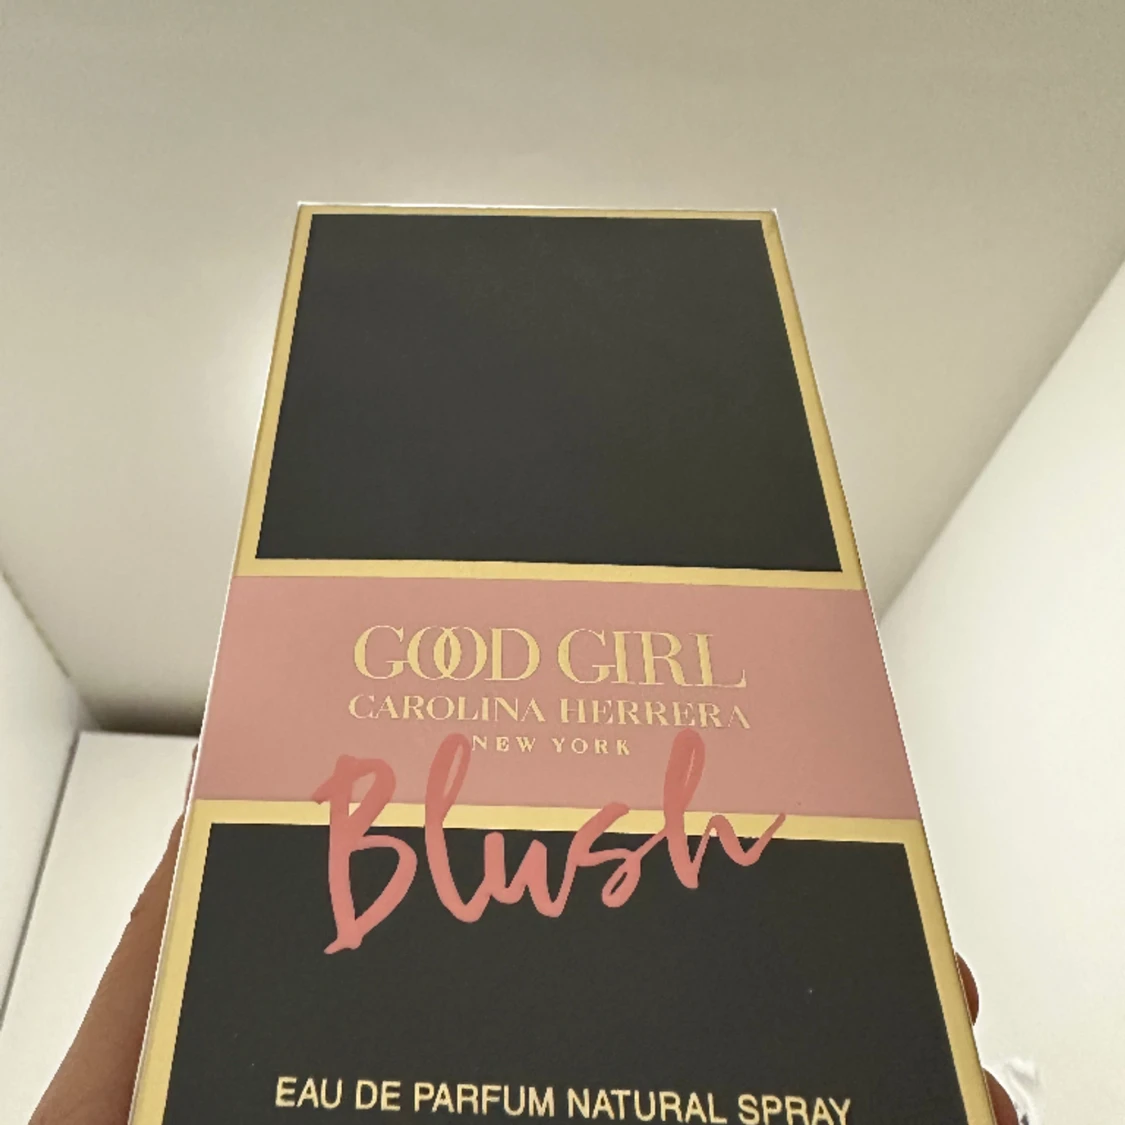 GOOD GIRL
CAROLINA HERRERA
NEW YORK
Blush
EAU DE PARFUM NATURAL SPRAY